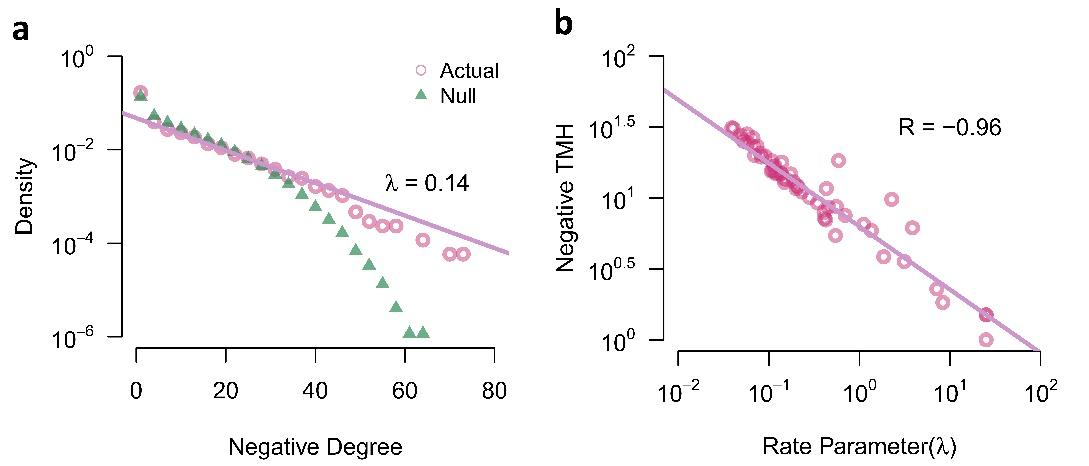 a
10^0
10^−2
10^−4
10^−6
Density
Actual
Null
λ = 0.14
0 20 40 60 80
Negative Degree
b
10^2
10^1.5
10^1
10^0.5
10^0
Negative TMH
R = −0.96
10^−2 10^−1 10^0 10^1 10^2
Rate Parameter(λ)